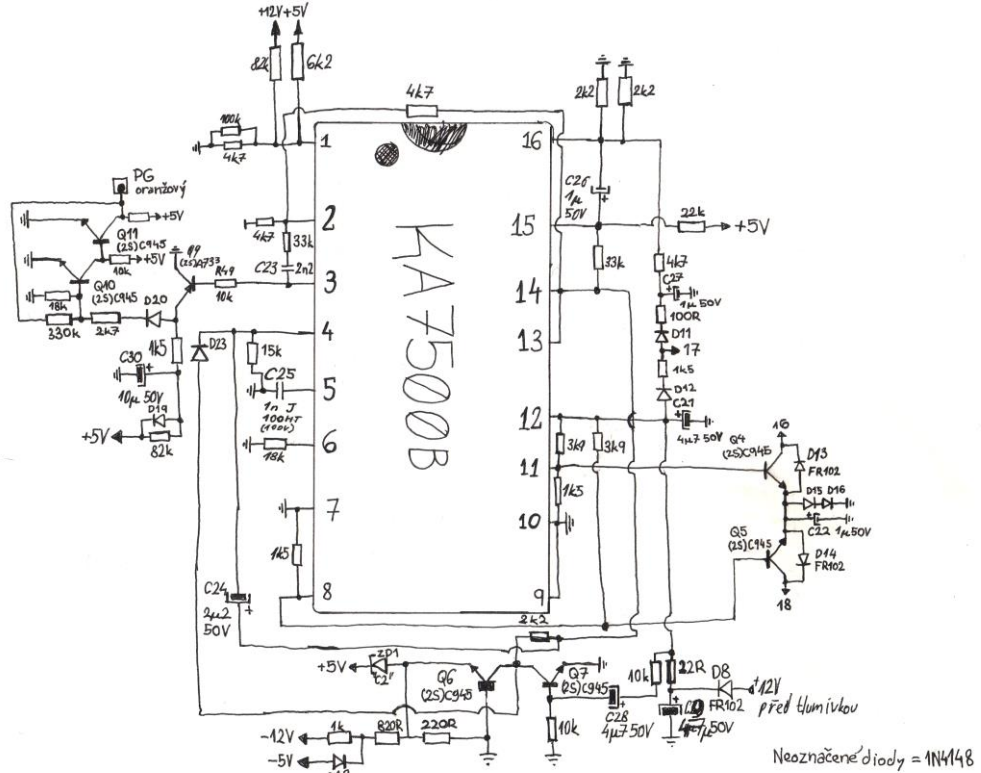 +12V +5V
82k
6k2
4k7
2k2
2k2
100k
4k7
1
16
PG
oranžový
C26
1µ
50V
+5V
Q11
(2S)C945
10k
+5V
Q9
(2S)A733
2
4k7
33k
C23
2n2
15
22k
+5V
33k
4k7
C27
1µ50V
R49
10k
3
14
100R
D11
17
Q10
(2S)C945
18k
330k
2k7
D20
13
1k5
D12
4
D23
15k
1k5
C30
10µ 50V
C25
1n J
100HT
(100V)
5
KA7500B
12
C21
4µ7 50V
D19
+5V
82k
18k
6
3k9
3k9
11
1k5
Q4
(2S)C945
16
D13
FR102
D15 D16
7
1k5
10
C22 1µ50V
Q5
(2S)C945
D14
FR102
18
C24
2µ2
50V
8
9
2k2
+5V
ZD1
"C2"
Q6
(2S)C945
Q7
(2S)C945
10k
22R
D8
FR102
+12V
před tlumivkou
C28
4µ7 50V
10k
C9
4µ7 50V
-12V
1k
820R
220R
-5V
Neoznačené diody = 1N4148